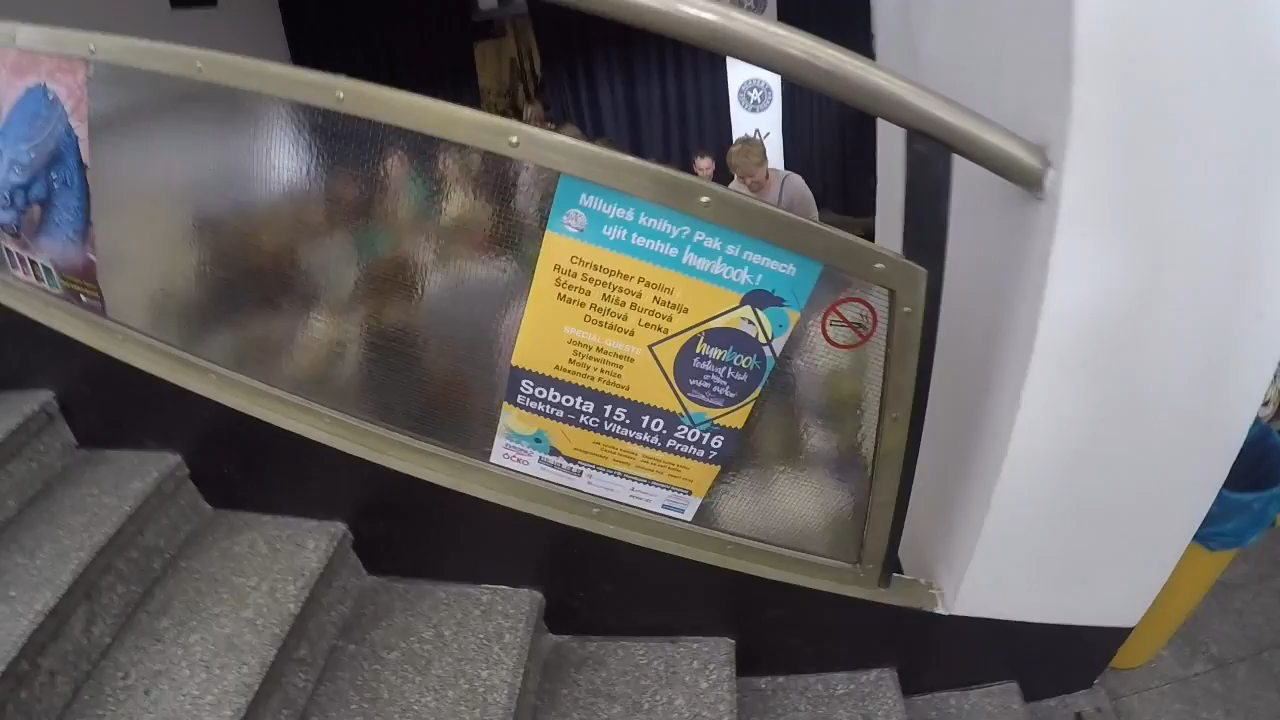 Miluješ knihy? Pak si nenech
ujít tenhle humbook!
Christopher Paolini
Ruta Sepetysová Natalja
Ščerba Míša Burdová
Marie Rejfová Lenka
Dostálová
SPECIAL GUESTS
Johny Machette
Stylewithme
Molly v knize
Alexandra Fráňová
humbook
festival knih
Sobota 15. 10. 2016
Elektra – KC Vltavská, Praha 7
ÓČKO